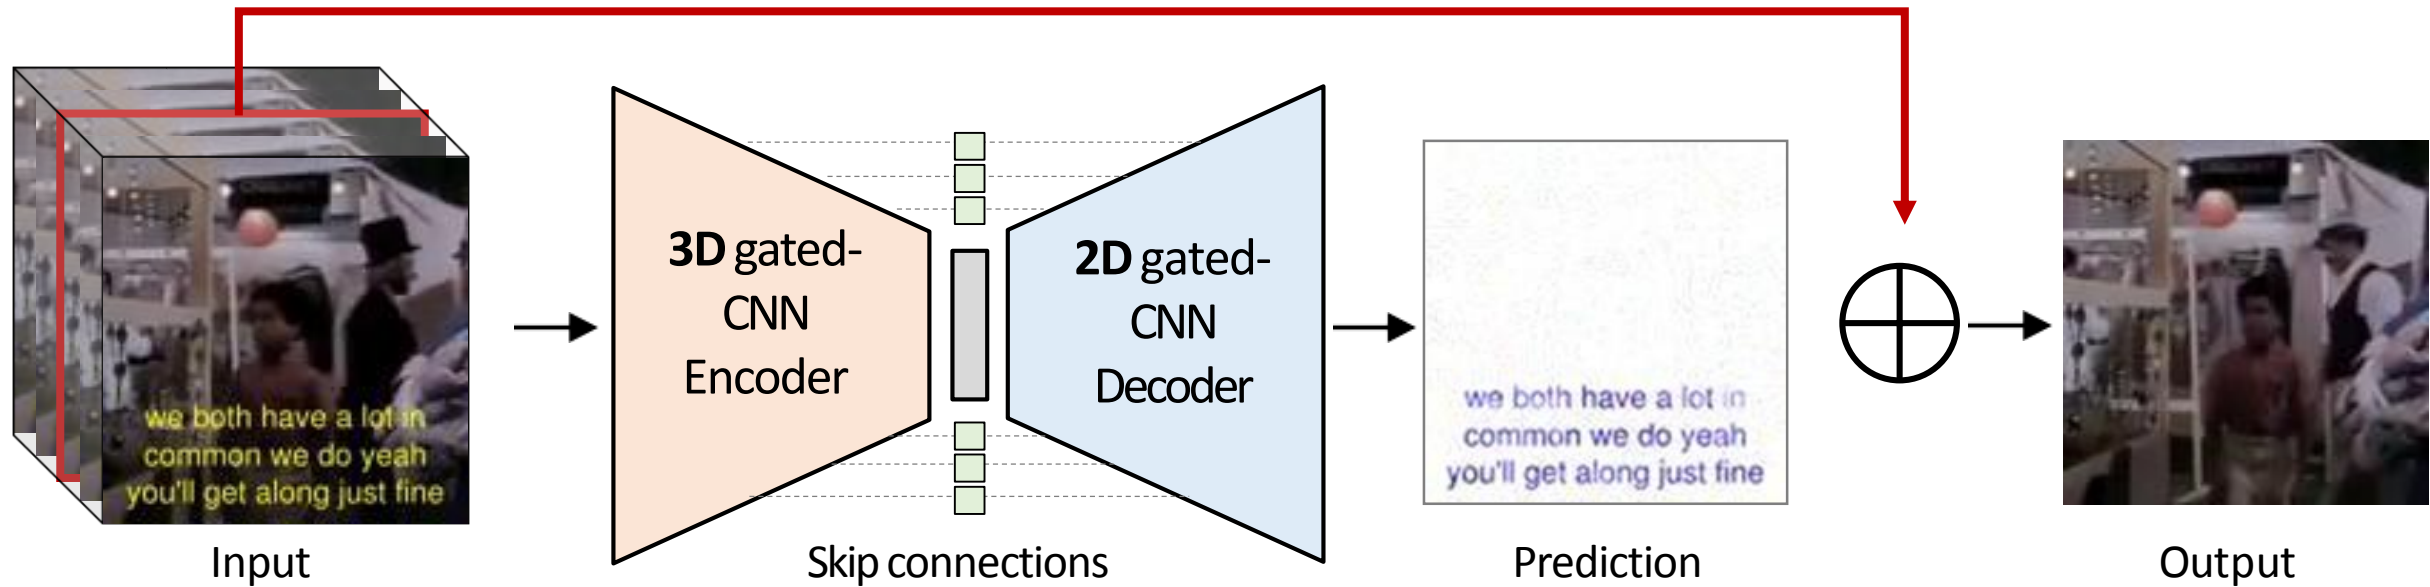 we both have a lot in
common we do yeah
you'll get along just fine
Input
3D gated-
CNN
Encoder
Skip connections
2D gated-
CNN
Decoder
we both have a lot in
common we do yeah
you'll get along just fine
Prediction
Output